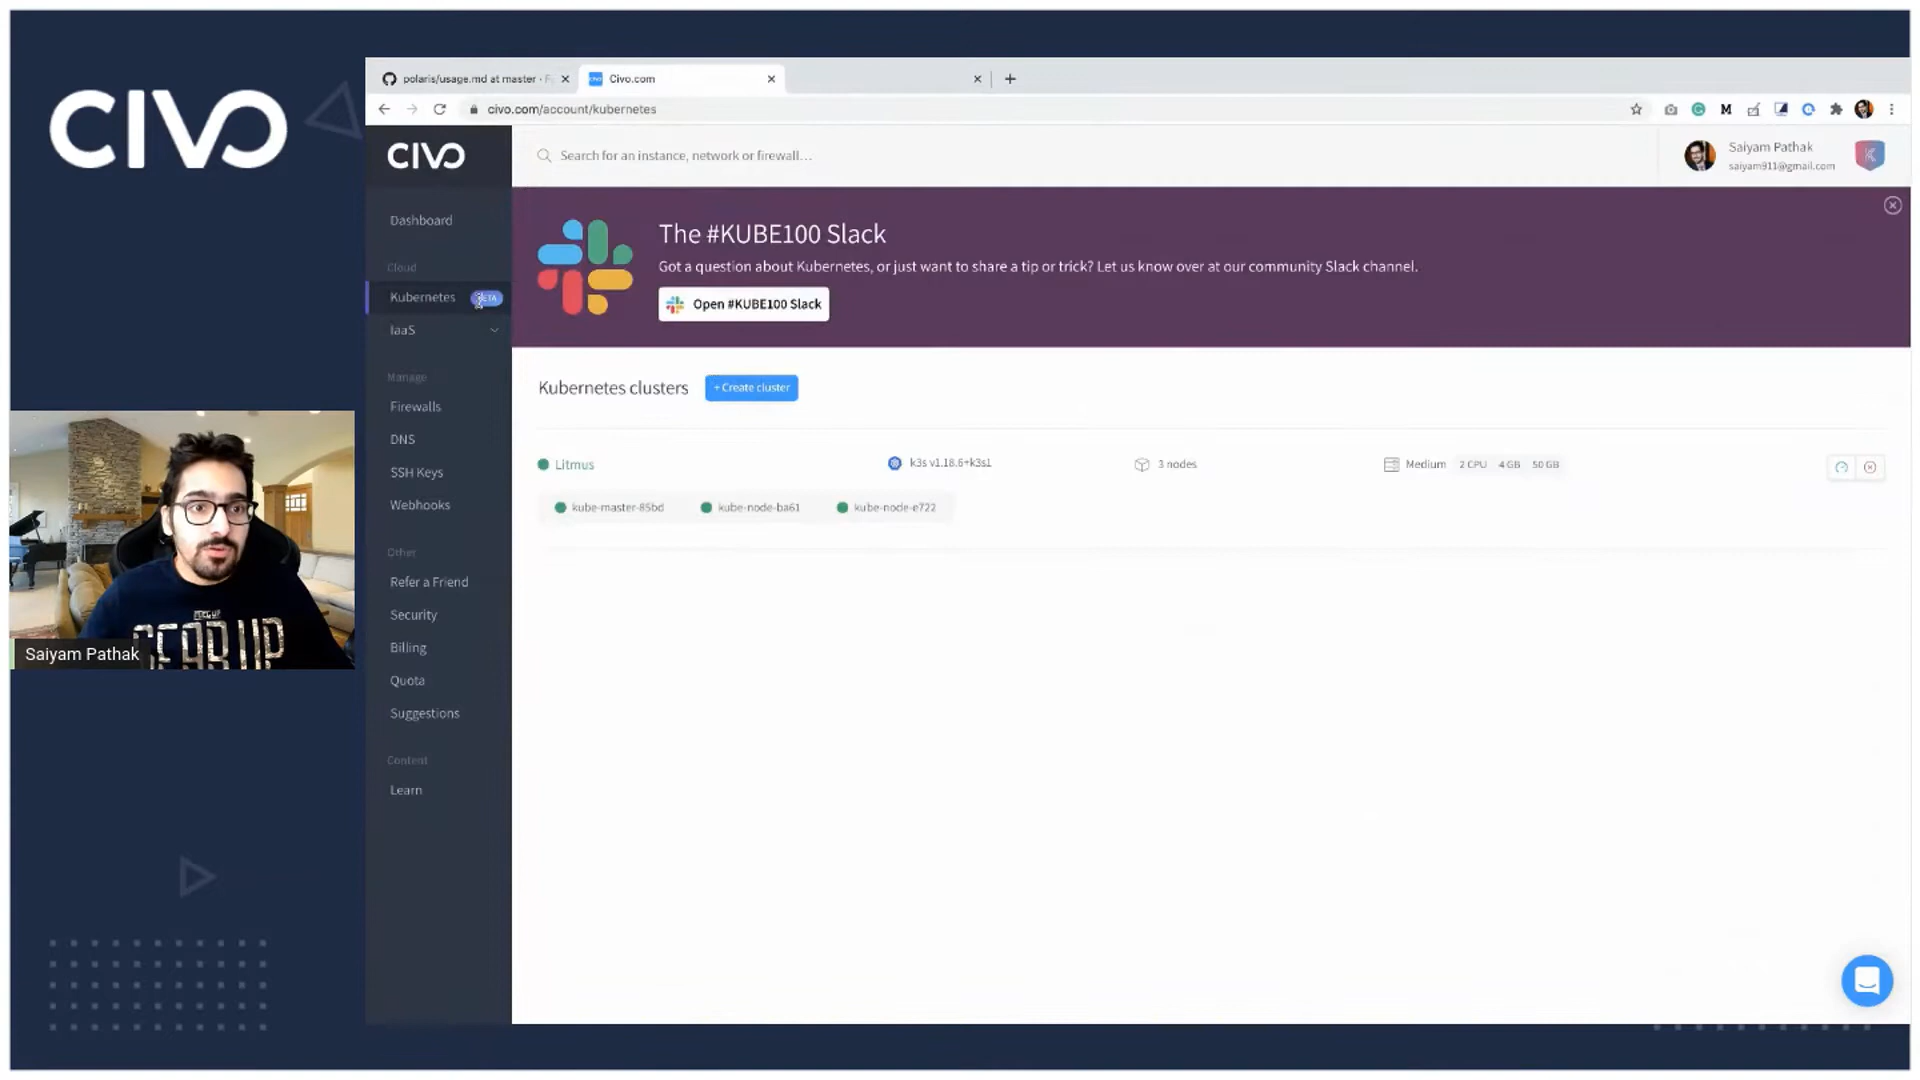 CIVO
polaris/usage.md at master · F
Civo.com
civo.com/account/kubernetes
CIVO
Search for an instance, network or firewall...
Saiyam Pathak
saiyam911@gmail.com
Dashboard
Cloud
Kubernetes
IaaS
Manage
Firewalls
DNS
SSH Keys
Webhooks
Other
Refer a Friend
Security
Billing
Quota
Suggestions
Content
Learn
The #KUBE100 Slack
Got a question about Kubernetes, or just want to share a tip or trick? Let us know over at our community Slack channel.
Open #KUBE100 Slack
Kubernetes clusters
+ Create cluster
Litmus
k3s v1.18.6+k3s1
3 nodes
Medium 2 CPU 4 GB 50 GB
kube-master-85bd
kube-node-ba61
kube-node-e722
GEAR UP
Saiyam Pathak